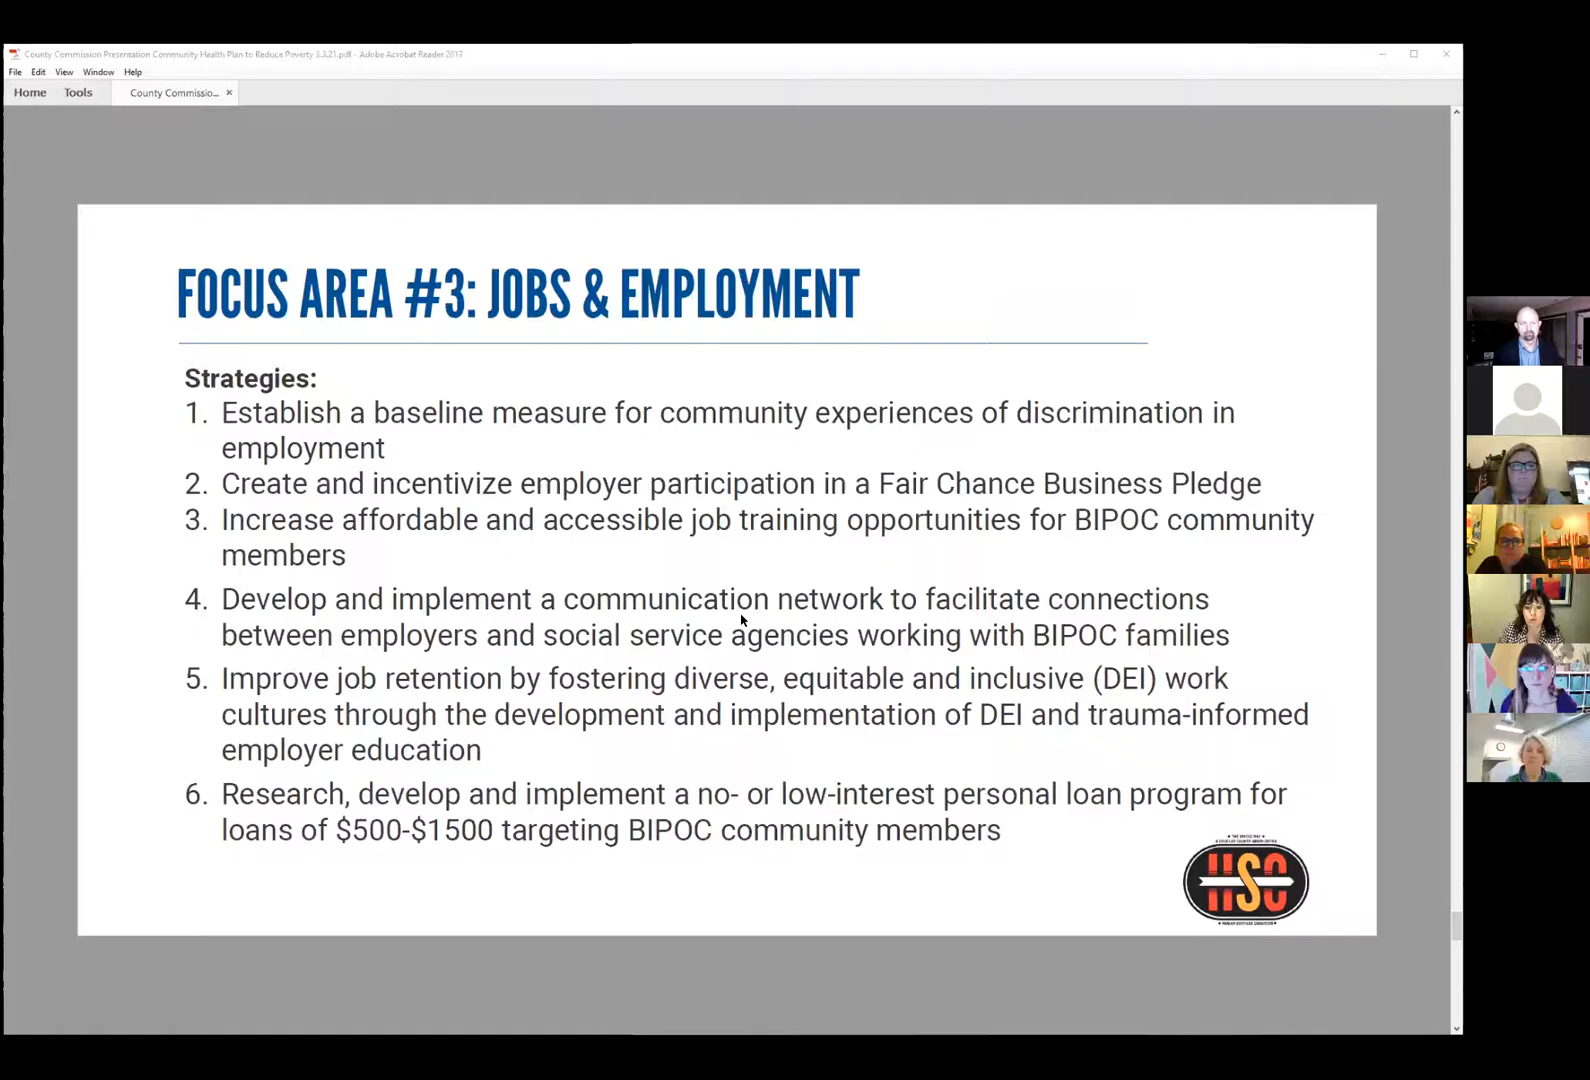 County Commission Presentation Community Health Plan to Reduce Poverty 3.3.21.pdf - Adobe Acrobat Reader 2017
File Edit View Window Help
Home Tools County Commissio...
FOCUS AREA #3: JOBS & EMPLOYMENT
Strategies:
1. Establish a baseline measure for community experiences of discrimination in
employment
2. Create and incentivize employer participation in a Fair Chance Business Pledge
3. Increase affordable and accessible job training opportunities for BIPOC community
members
4. Develop and implement a communication network to facilitate connections
between employers and social service agencies working with BIPOC families
5. Improve job retention by fostering diverse, equitable and inclusive (DEI) work
cultures through the development and implementation of DEI and trauma-informed
employer education
6. Research, develop and implement a no- or low-interest personal loan program for
loans of $500-$1500 targeting BIPOC community members
HSC